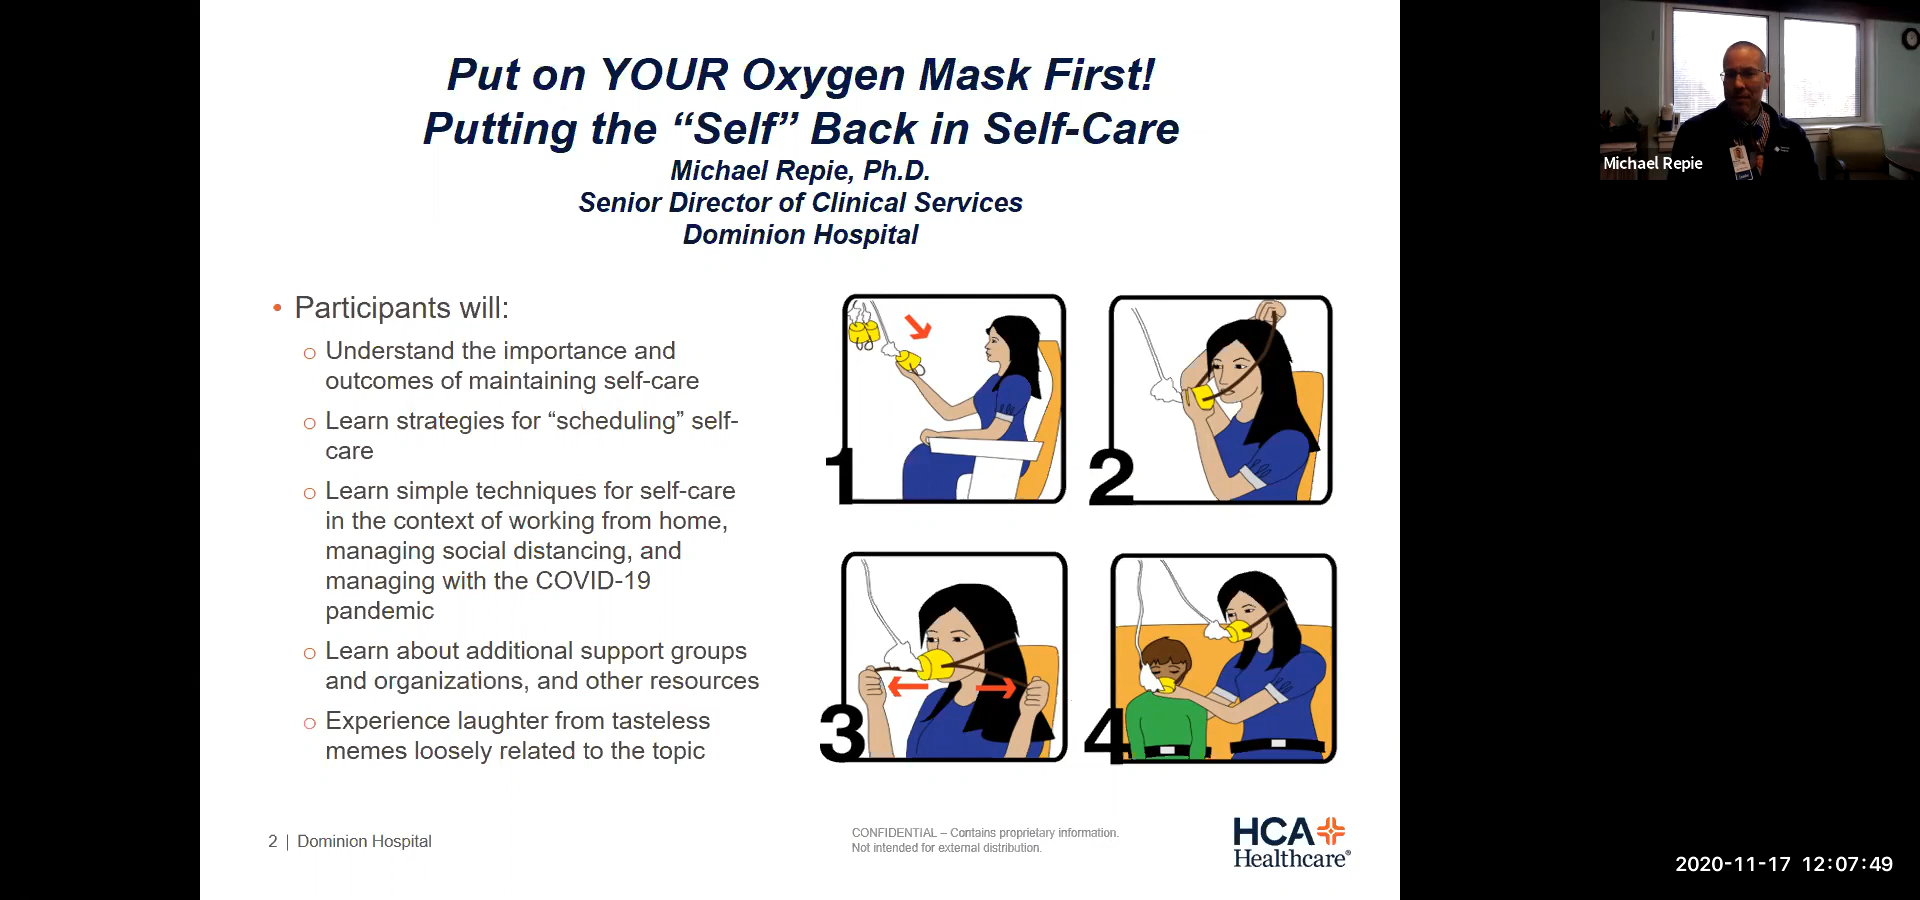 Put on YOUR Oxygen Mask First!
Putting the “Self” Back in Self-Care
Michael Repie, Ph.D.
Senior Director of Clinical Services
Dominion Hospital
• Participants will:
o Understand the importance and
outcomes of maintaining self-care
o Learn strategies for “scheduling” self-
care
o Learn simple techniques for self-care
in the context of working from home,
managing social distancing, and
managing with the COVID-19
pandemic
o Learn about additional support groups
and organizations, and other resources
o Experience laughter from tasteless
memes loosely related to the topic
1
2
3
4
2 | Dominion Hospital
CONFIDENTIAL – Contains proprietary information.
Not intended for external distribution.
HCA
Healthcare®
Michael Repie
2020-11-17 12:07:49